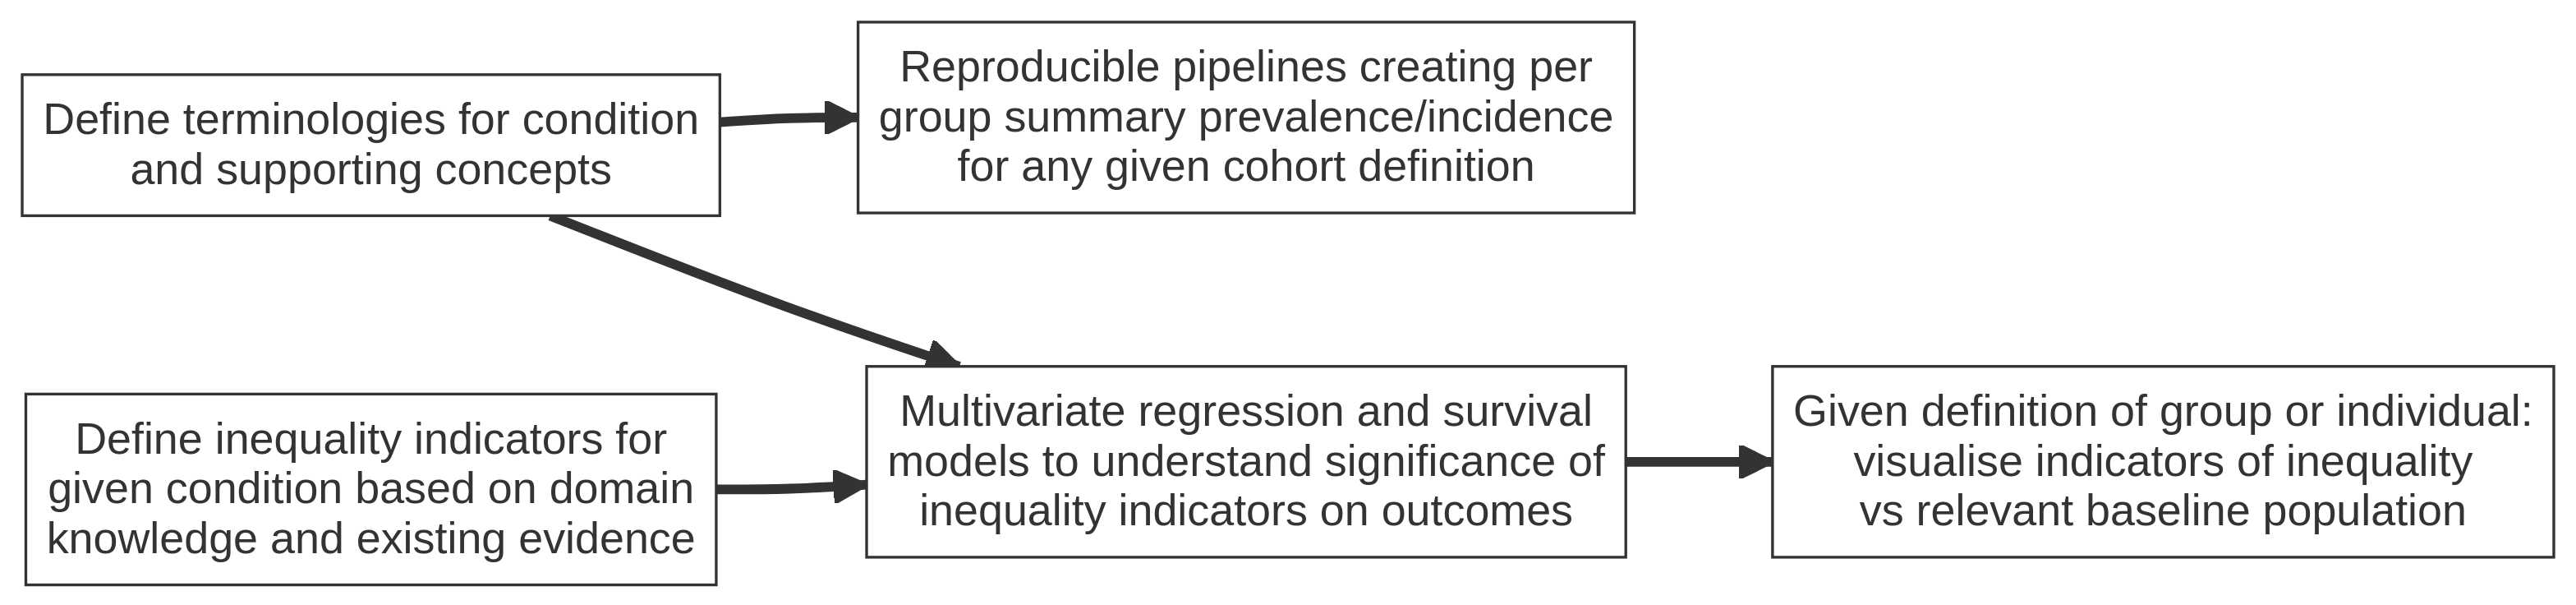 Define terminologies for condition
and supporting concepts
Reproducible pipelines creating per
group summary prevalence/incidence
for any given cohort definition
Define inequality indicators for
given condition based on domain
knowledge and existing evidence
Multivariate regression and survival
models to understand significance of
inequality indicators on outcomes
Given definition of group or individual:
visualise indicators of inequality
vs relevant baseline population